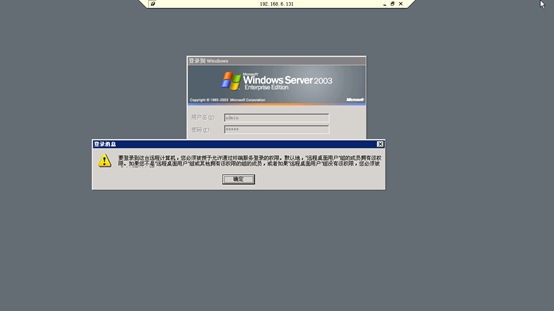 192.168.6.131
登录到 Windows
Microsoft
Windows Server 2003
Enterprise Edition
Copyright © 1985-2003 Microsoft Corporation
Microsoft
用户名(U):
admin
密码(P):
*****
登录消息
要登录到这台远程计算机，您必须被授予允许通过终端服务登录的权限。默认地，“远程桌面用户”组的成员拥有该权
限。如果您不是“远程桌面用户”组或其他拥有该权限的组的成员，或者如果“远程桌面用户”组没有该权限，您必须被
确定